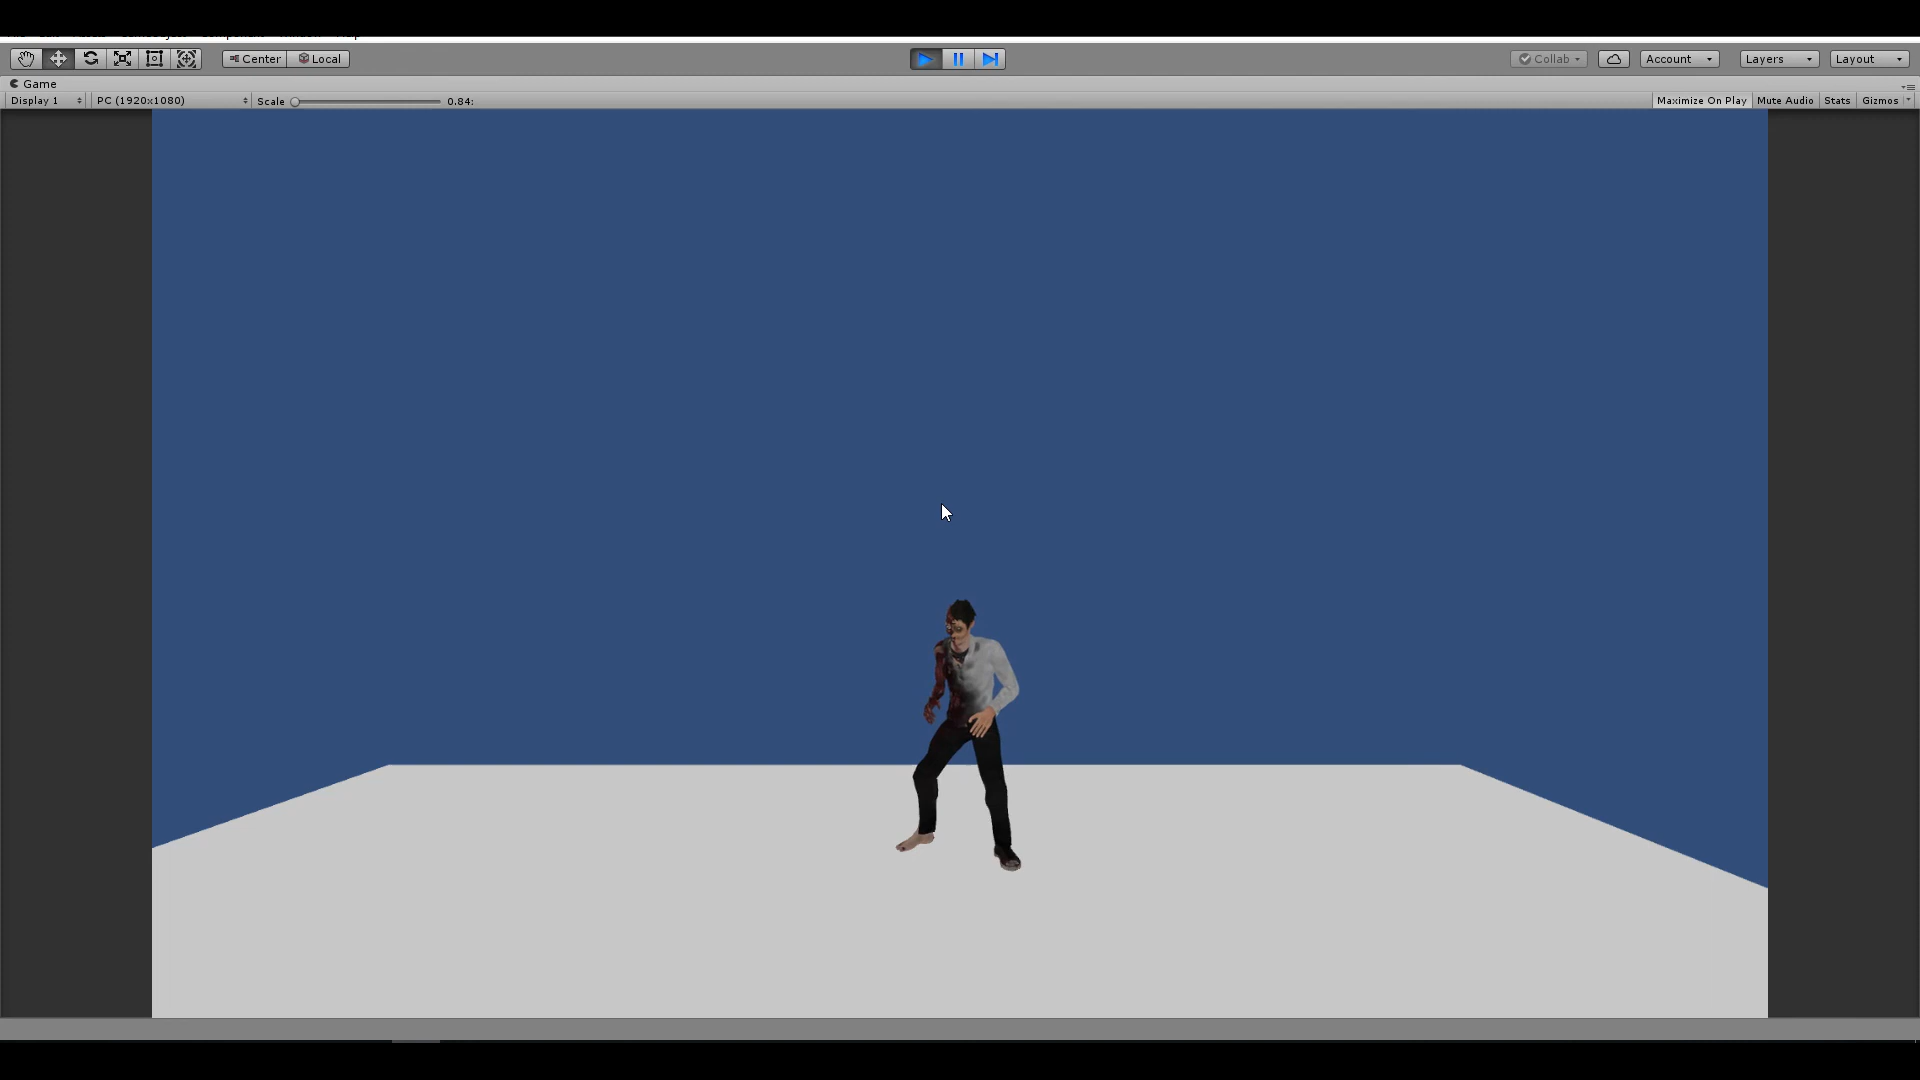 Center Local Collab Account Layers Layout
Game
Display 1 PC (1920x1080) Scale 0.84: Maximize On Play Mute Audio Stats Gizmos